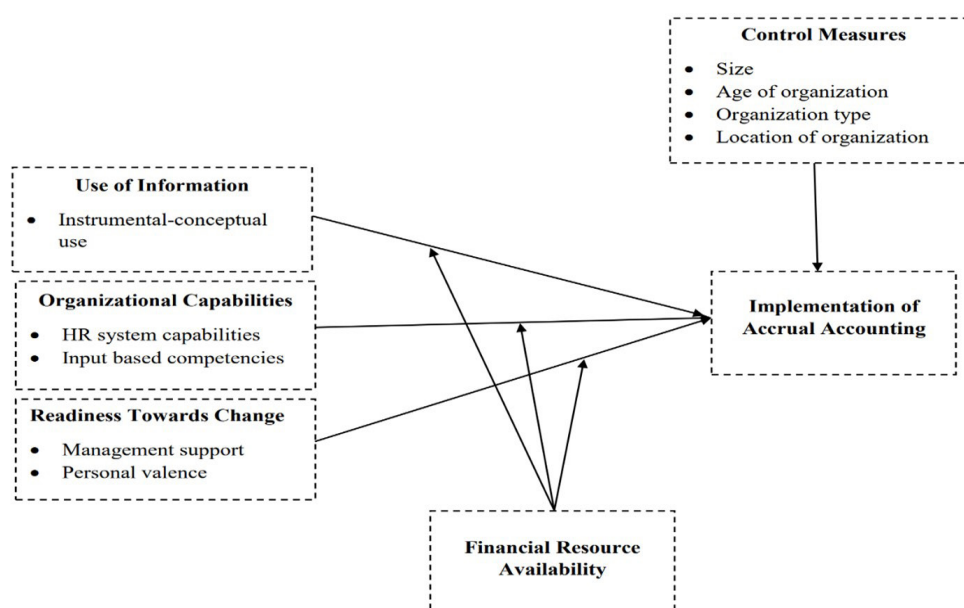 Control Measures
• Size
• Age of organization
• Organization type
• Location of organization
Use of Information
• Instrumental-conceptual
use
Organizational Capabilities
• HR system capabilities
• Input based competencies
Readiness Towards Change
• Management support
• Personal valence
Implementation of
Accrual Accounting
Financial Resource
Availability